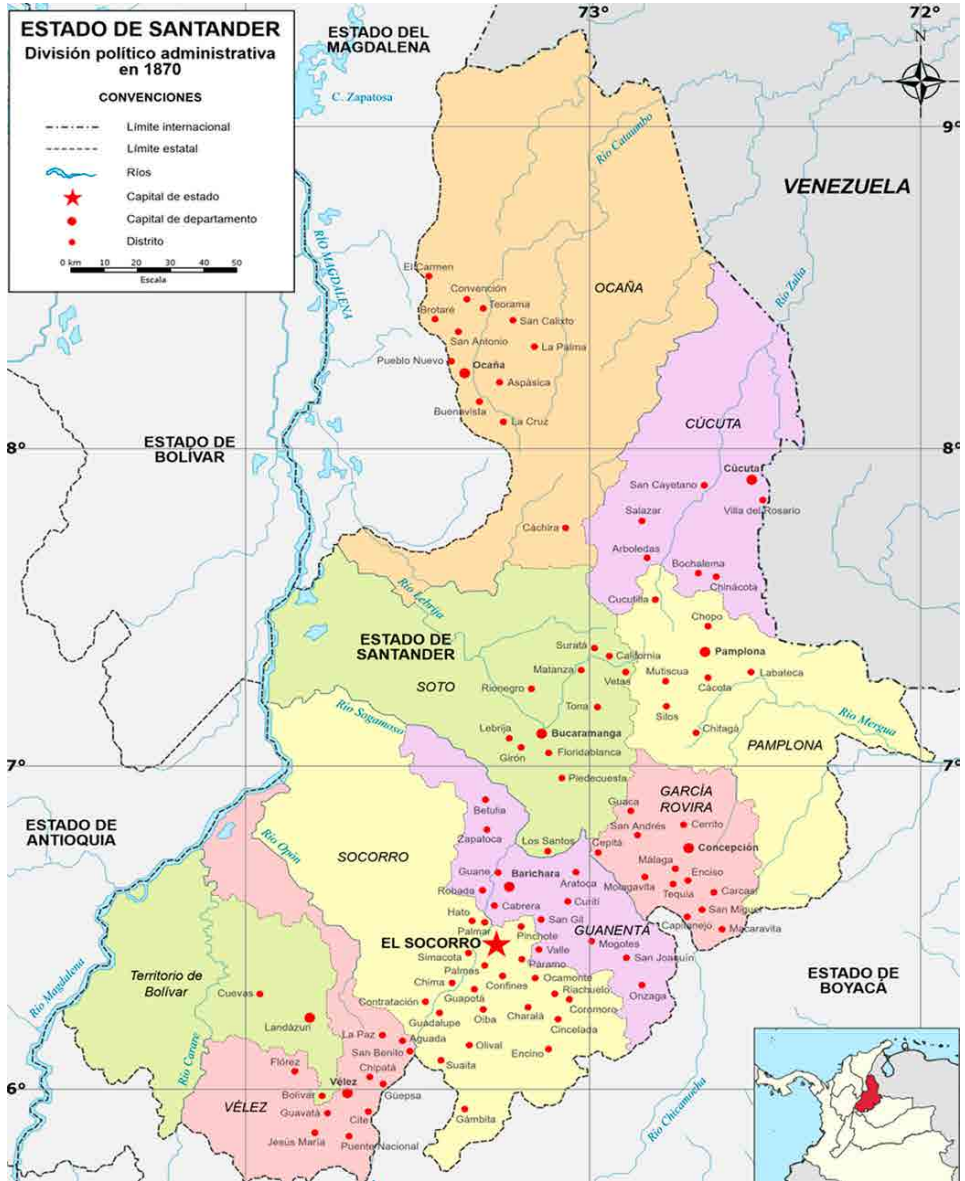 ESTADO DE SANTANDER
División político administrativa
en 1870
CONVENCIONES
Límite internacional
Límite estatal
Ríos
Capital de estado
Capital de departamento
Distrito
0 km 10 20 30 40 50
Escala
73°
72°
N
ESTADO DEL
MAGDALENA
C. Zapatosa
9°
Río Catatumbo
VENEZUELA
RÍO MAGDALENA
Río Zulia
OCAÑA
El Carmen
Convención
Teorama
Brotaré
San Calixto
San Antonio
La Palma
Pueblo Nuevo
Ocaña
Aspásica
Buenavista
La Cruz
CÚCUTA
ESTADO DE
BOLÍVAR
8°
8°
Cúcuta
San Cayetano
Villa del Rosario
Salazar
Cáchira
Arboledas
Bochalema
Chinácota
Cucutilla
Río Lebrija
Chopo
ESTADO DE
SANTANDER
SOTO
Suratá
California
Pamplona
Matanza
Vetas
Mutiscua
Labateca
Cácota
Rionegro
Tona
Silos
Río Sogamoso
Río Mergua
Chitagá
Lebrija
Bucaramanga
Girón
Floridablanca
PAMPLONA
7°
7°
Piedecuesta
GARCÍA
ROVIRA
Guaca
Betulia
Cerrito
San Andrés
ESTADO DE
ANTIOQUIA
Río Opón
Zapatoca
Los Santos
Cepitá
Concepción
SOCORRO
Málaga
Enciso
Guane
Barichara
Aratoca
Molagavita
Tequia
Carcasí
Robada
Cabrera
Curití
San Miguel
Hato
San Gil
Capitanejo
Palmar
Pinchote
GUANENTÁ
Macaravita
EL SOCORRO
Mogotes
Valle
Simacota
Páramo
San Joaquín
Palmas
Río Magdalena
Territorio de
Bolívar
Confines
Ocamonte
ESTADO DE
BOYACÁ
Chima
Guapotá
Riachuelo
Onzaga
Cuevas
Contratación
Oiba
Charalá
Coromoro
Landázuri
Guadalupe
Cincelada
La Paz
Aguada
Olival
Encino
San Benito
Suaita
Río Carare
Flórez
Chipatá
6°
6°
Vélez
Güepsa
Bolívar
VÉLEZ
Guavatá
Cite
Gámbita
Río Chicamocha
Jesús María
Puente Nacional